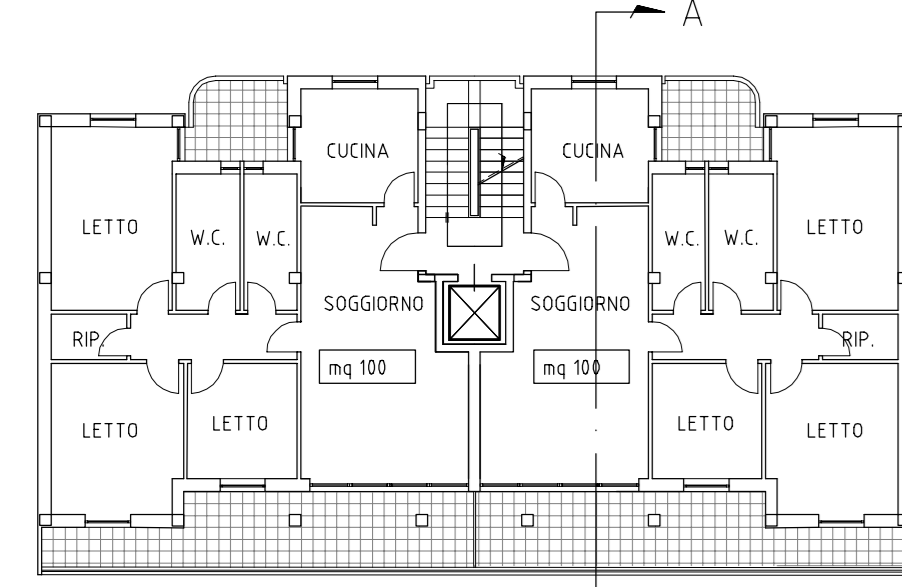 A
CUCINA
CUCINA
LETTO
W.C.
W.C.
W.C.
W.C.
LETTO
SOGGIORNO
SOGGIORNO
RIP.
RIP.
mq 100
mq 100
LETTO
LETTO
LETTO
LETTO